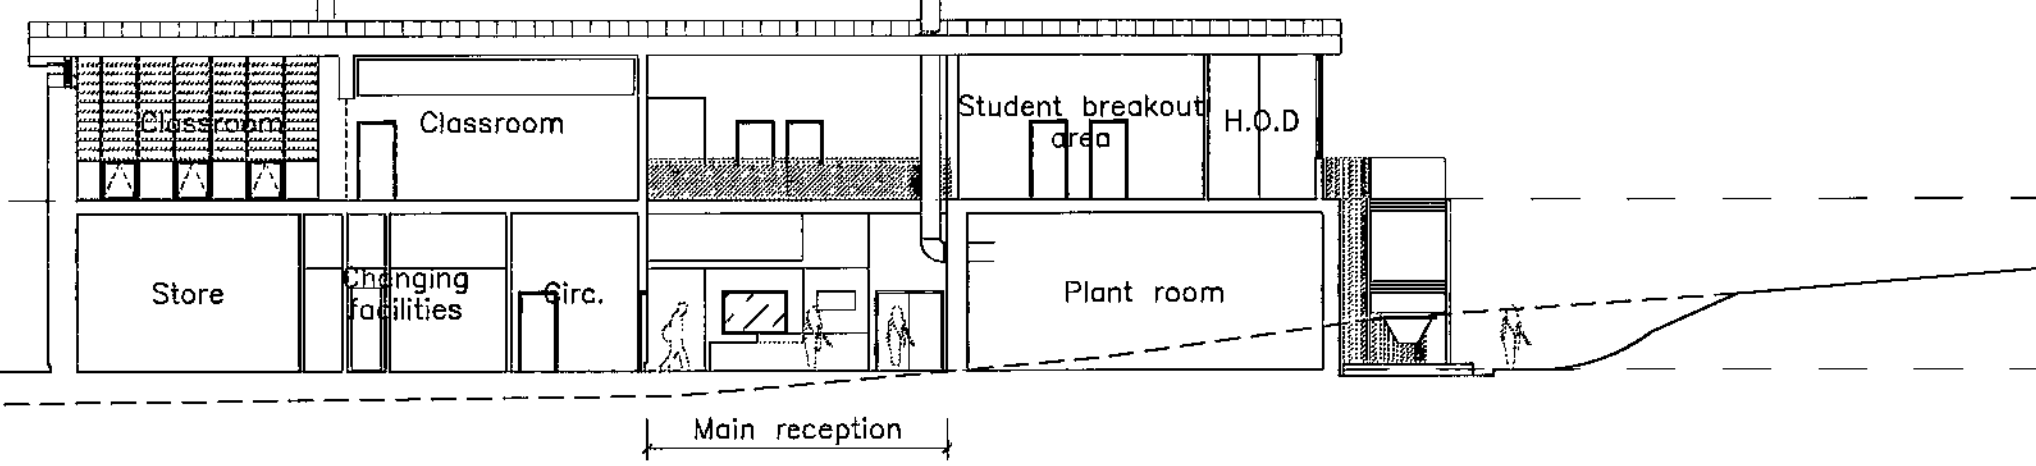 Classroom
Classroom
Student breakout
area
H.O.D
Store
Changing
facilities
Circ.
Plant room
Main reception